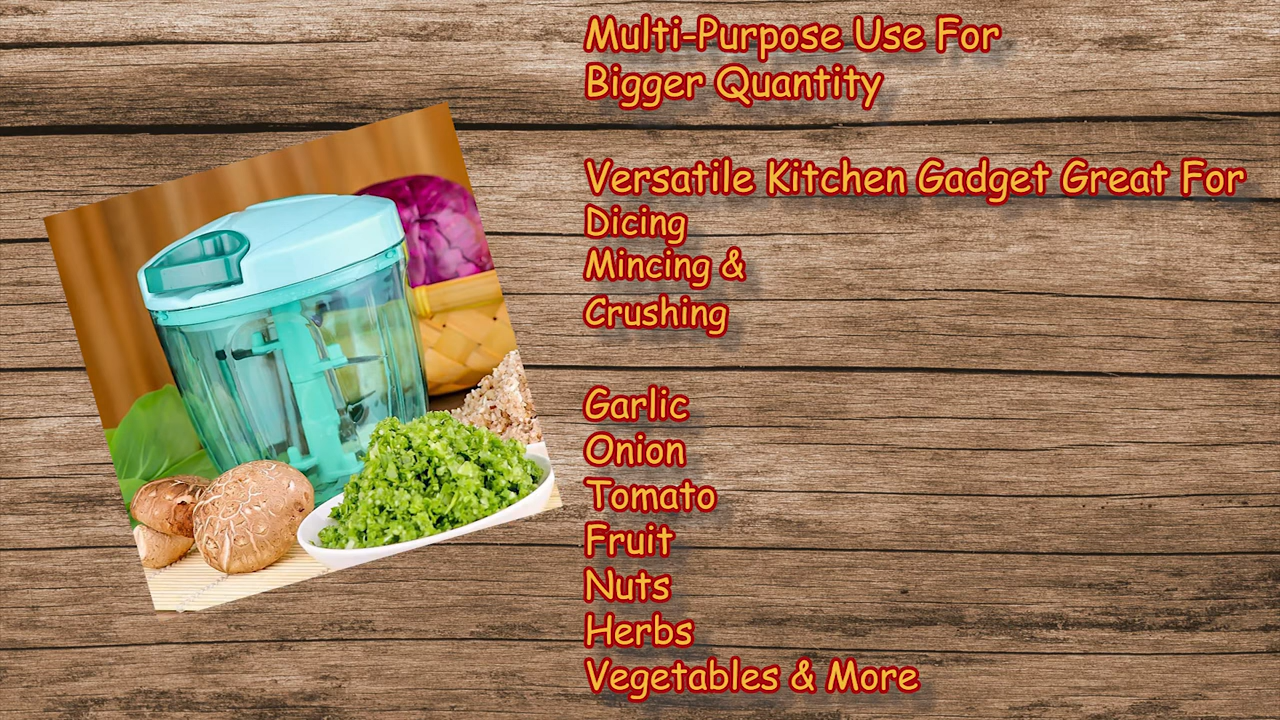 Multi-Purpose Use For
Bigger Quantity
Versatile Kitchen Gadget Great For
Dicing
Mincing &
Crushing
Garlic
Onion
Tomato
Fruit
Nuts
Herbs
Vegetables & More